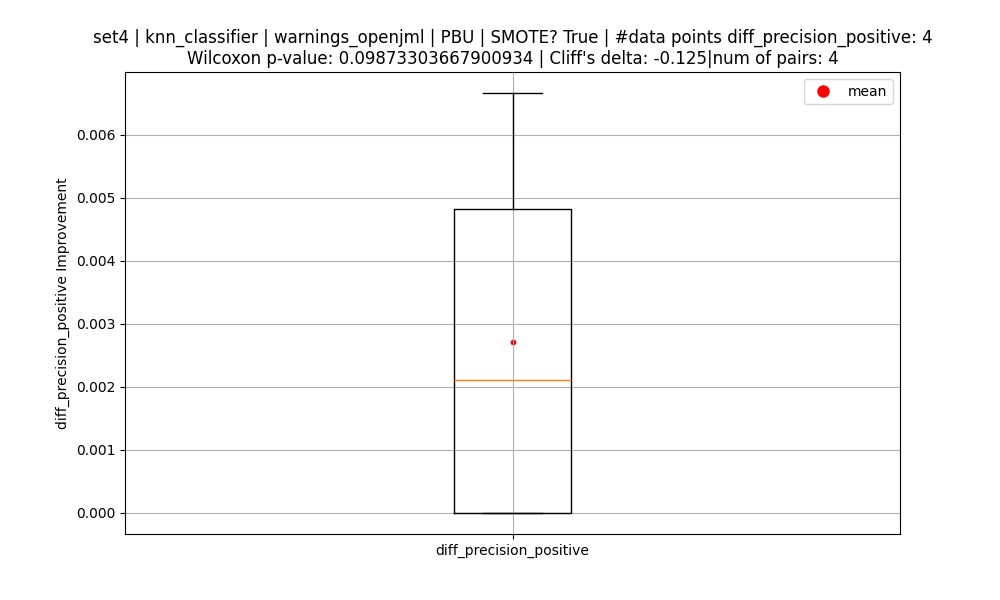 set4 | knn_classifier | warnings_openjml | PBU | SMOTE? True | #data points diff_precision_positive: 4
Wilcoxon p-value: 0.09873303667900934 | Cliff's delta: -0.125|num of pairs: 4
mean
0.006
0.005
0.004
0.003
0.002
0.001
0.000
diff_precision_positive Improvement
diff_precision_positive